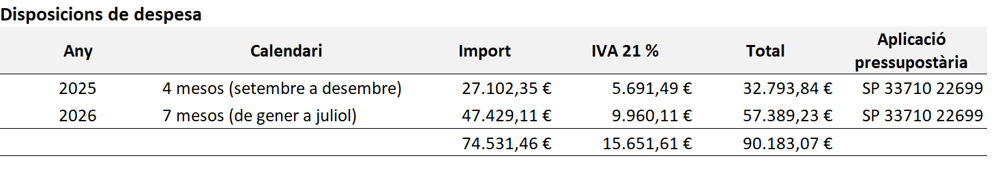 Disposicions de despesa
Any Calendari Import IVA 21 % Total Aplicació pressupostària
2025 4 mesos (setembre a desembre) 27.102,35 € 5.691,49 € 32.793,84 € SP 33710 22699
2026 7 mesos (de gener a juliol) 47.429,11 € 9.960,11 € 57.389,23 € SP 33710 22699
74.531,46 € 15.651,61 € 90.183,07 €